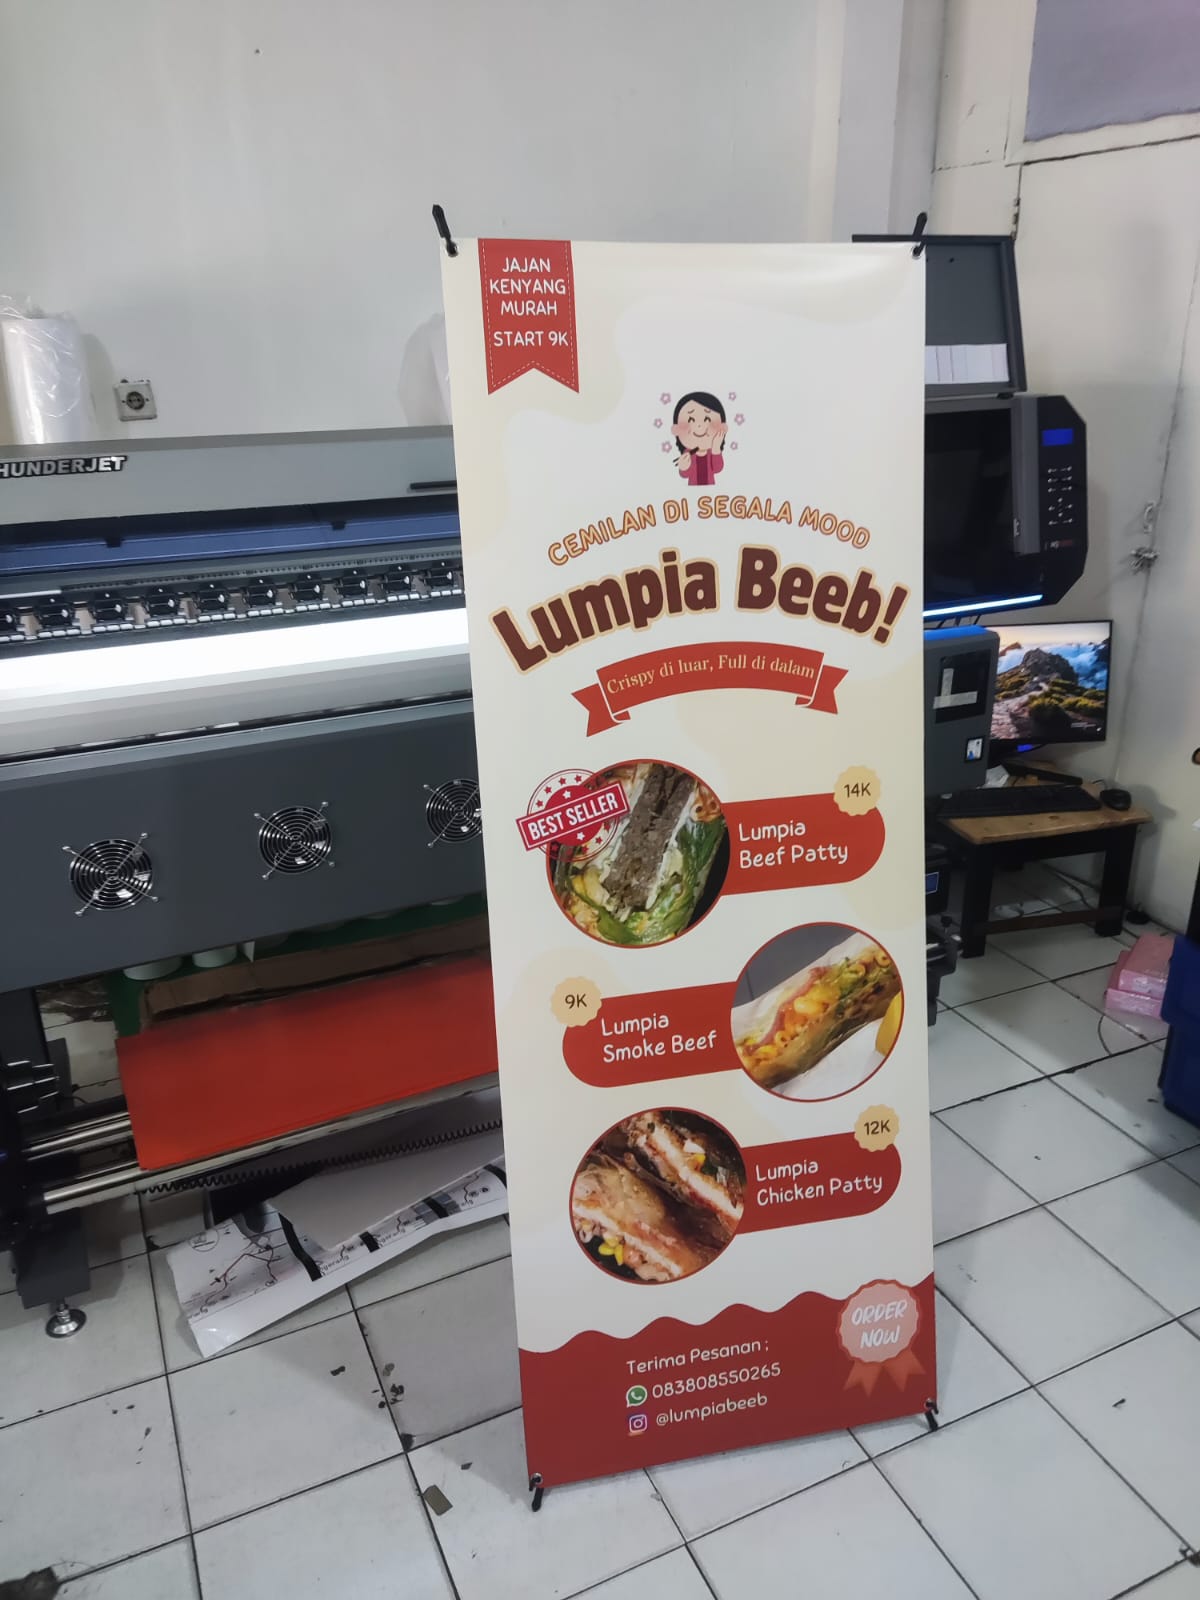 JAJAN
KENYANG
MURAH
START 9K
HUNDERJET
CEMILAN DI SEGALA MOOD
Lumpia Beeb!
Crispy di luar, Full di dalam
BEST SELLER
14K
Lumpia
Beef Patty
9K
Lumpia
Smoke Beef
12K
Lumpia
Chicken Patty
ORDER
NOW
Terima Pesanan ;
083808550265
@lumpiabeeb